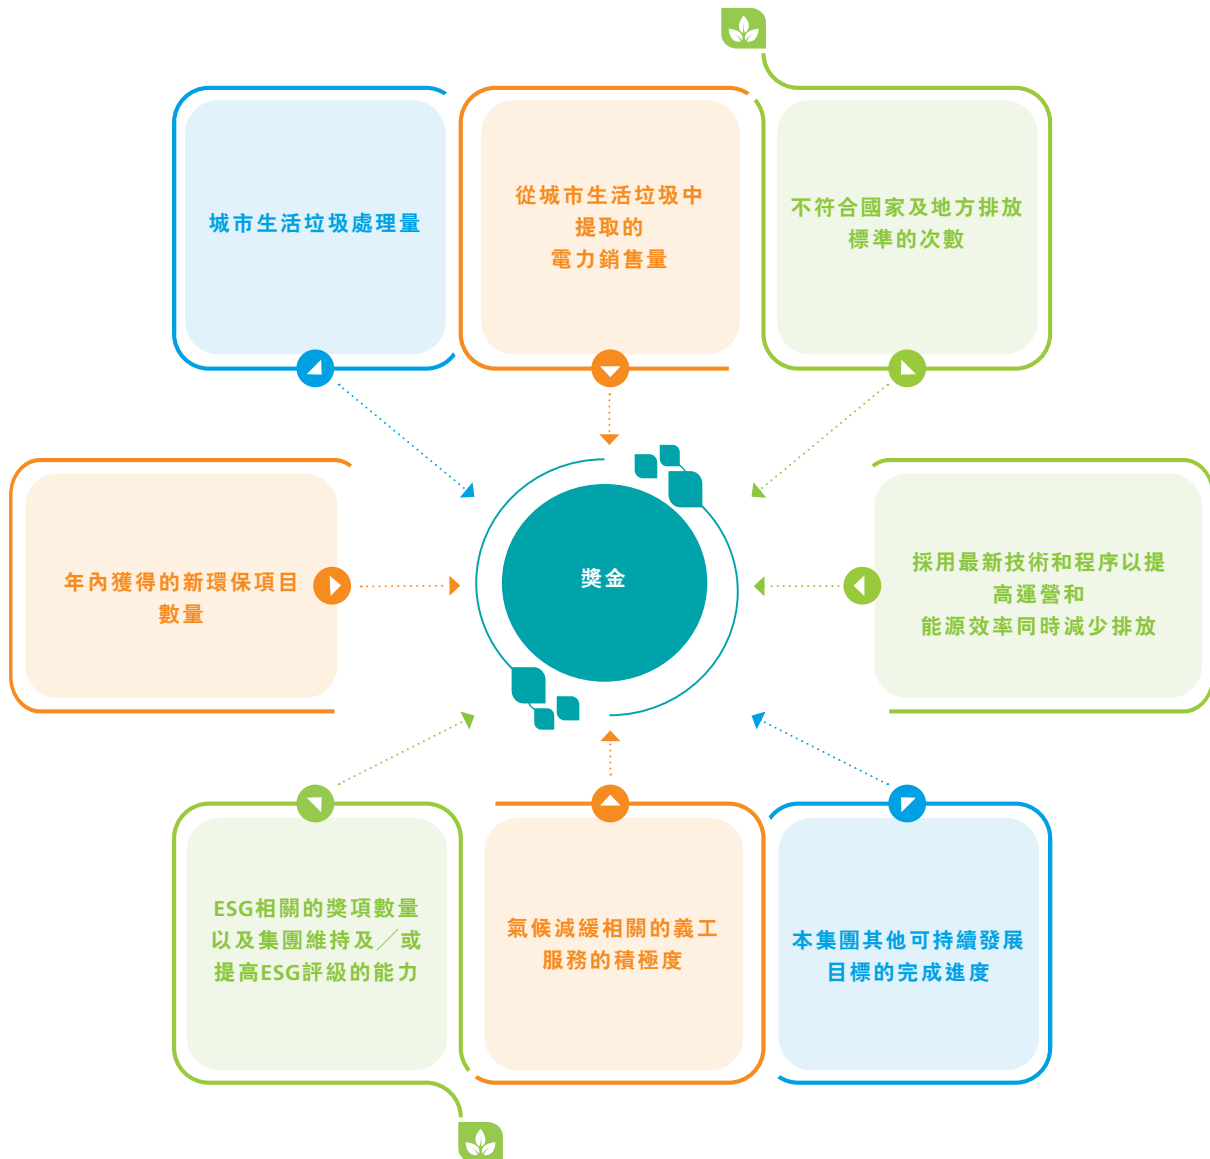 城市生活垃圾處理量
從城市生活垃圾中
提取的
電力銷售量
不符合國家及地方排放
標準的次數
年內獲得的新環保項目
數量
獎金
採用最新技術和程序以提
高運營和
能源效率同時減少排放
ESG相關的獎項數量
以及集團維持及／或
提高ESG評級的能力
氣候減緩相關的義工
服務的積極度
本集團其他可持續發展
目標的完成進度